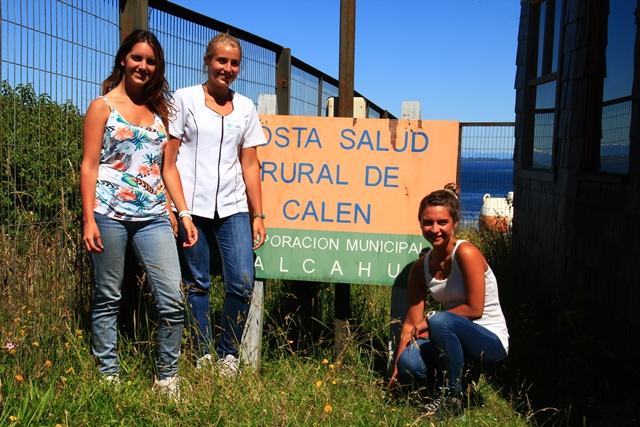 OSTA SALUD
RURAL DE
CALEN
PORACION MUNICIPAL
ALCAHU